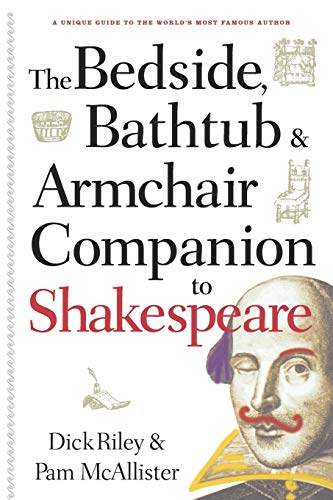 A UNIQUE GUIDE TO THE WORLD'S MOST FAMOUS AUTHOR
The Bedside,
Bathtub &
Armchair
Companion
to
Shakespeare
Dick Riley &
Pam McAllister